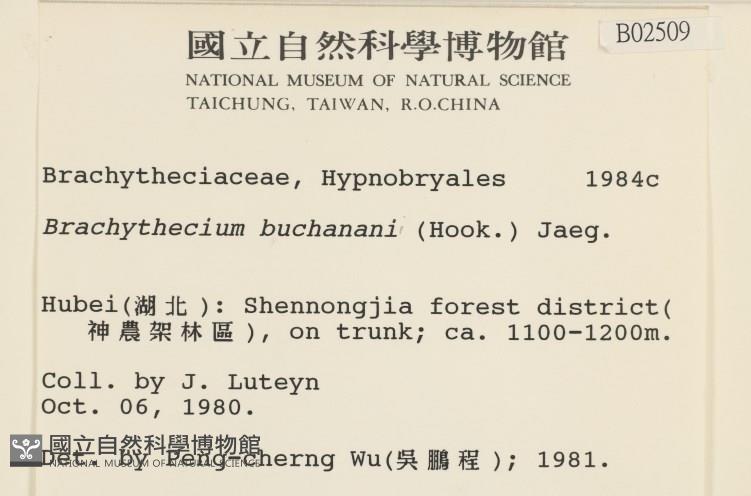 國立自然科學博物館
B02509
NATIONAL MUSEUM OF NATURAL SCIENCE
TAICHUNG, TAIWAN, R.O.CHINA
Brachytheciaceae, Hypnobryales 1984c
Brachythecium buchanani (Hook.) Jaeg.
Hubei(湖北): Shennongjia forest district(
神農架林區), on trunk; ca. 1100-1200m.
Coll. by J. Luteyn
Oct. 06, 1980.
國立自然科學博物館
NATIONAL MUSEUM OF NATURAL SCIENCE
Det. by Peng-cherng Wu(吳鵬程); 1981.